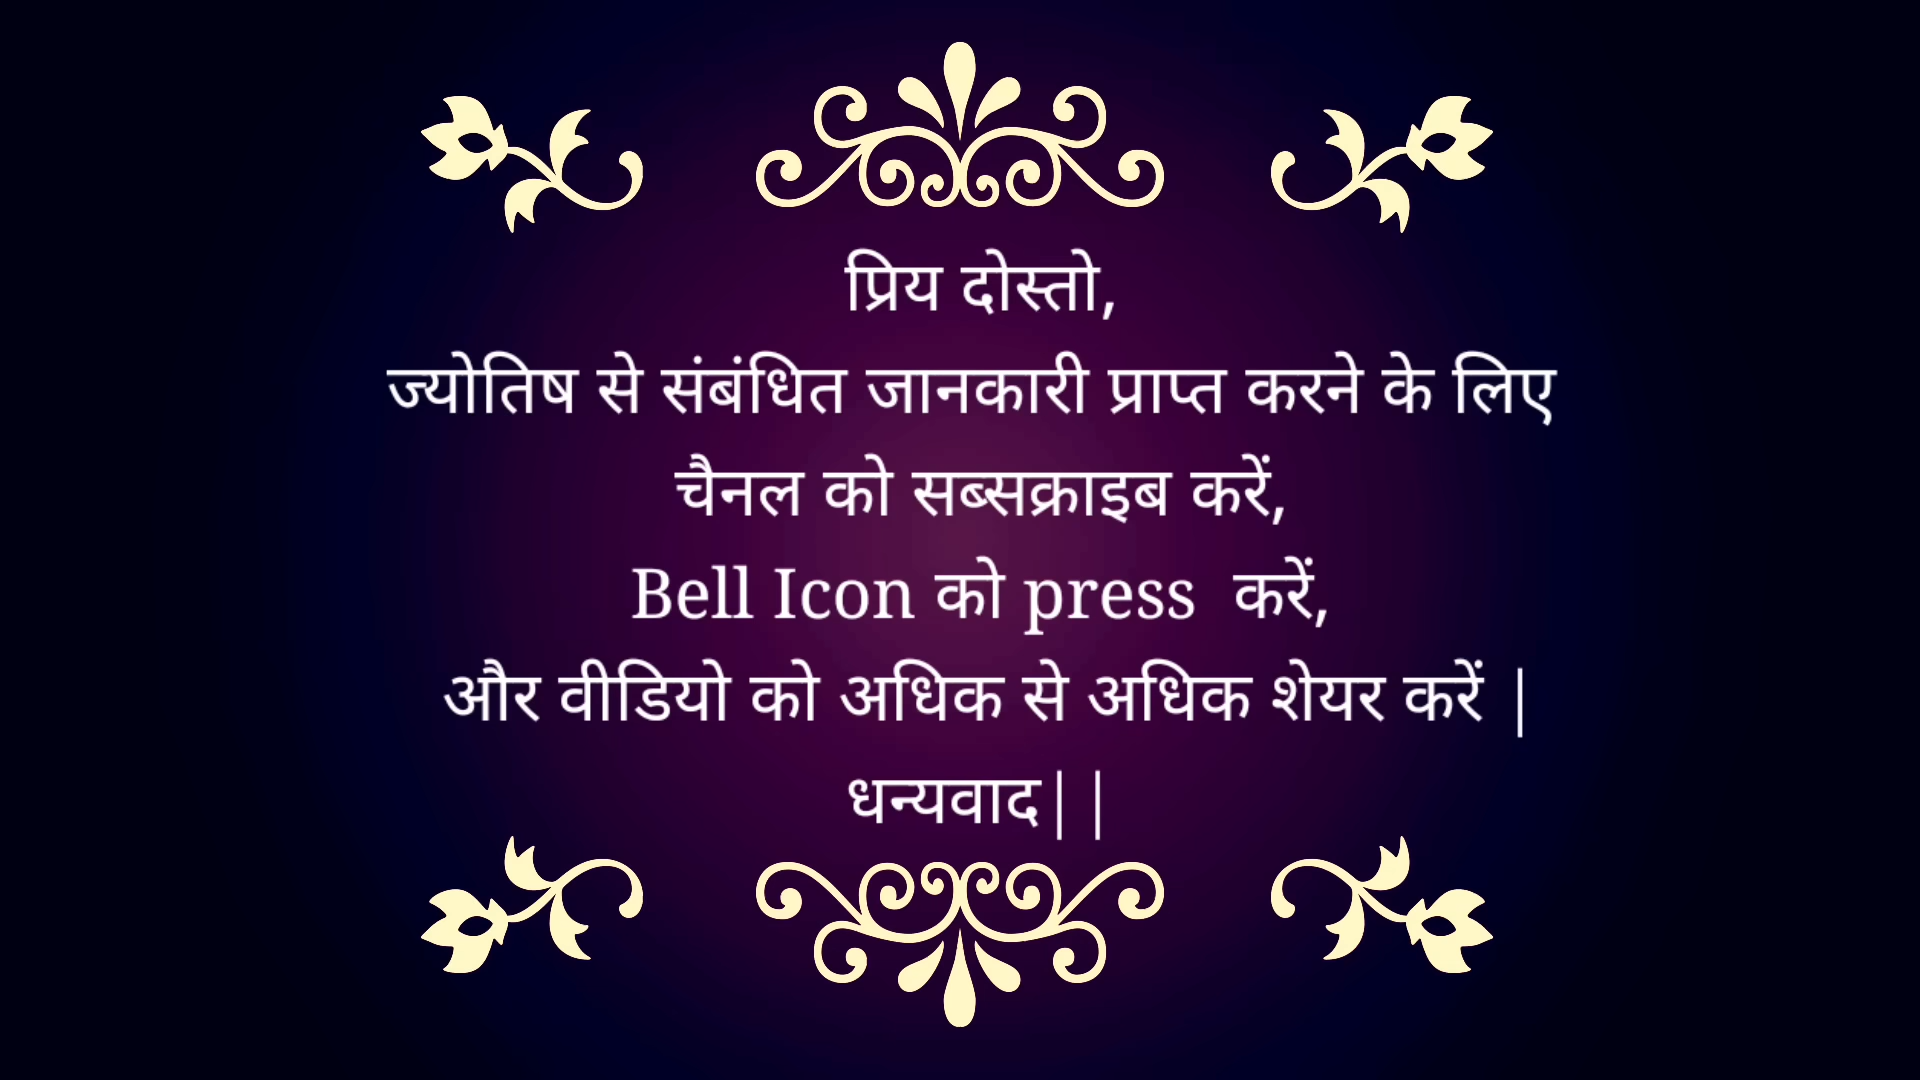 प्रिय दोस्तो,
ज्योतिष से संबंधित जानकारी प्राप्त करने के लिए
चैनल को सब्सक्राइब करें,
Bell Icon को press  करें,
और वीडियो को अधिक से अधिक शेयर करें |
धन्यवाद||